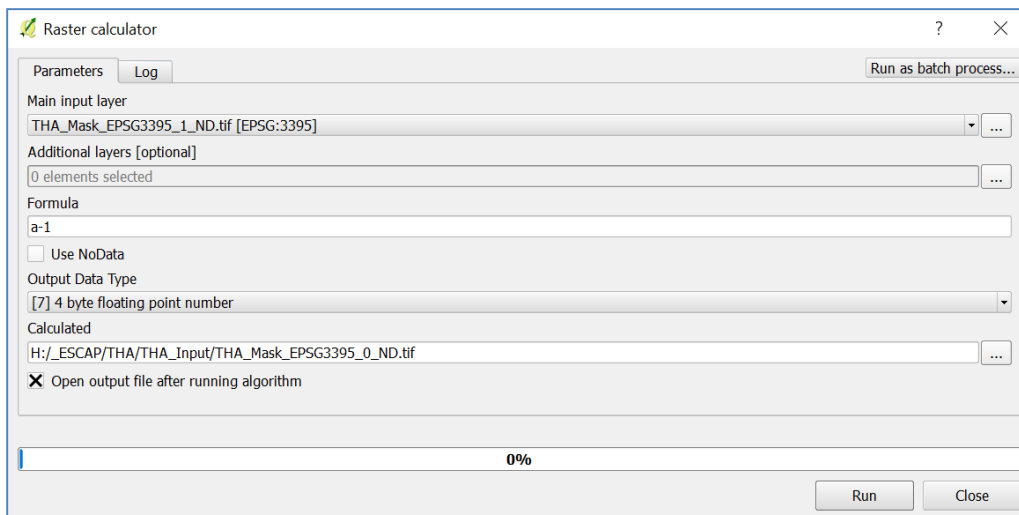 Raster calculator
?
Parameters
Log
Run as batch process...
Main input layer
THA_Mask_EPSG3395_1_ND.tif [EPSG:3395]
...
Additional layers [optional]
0 elements selected
...
Formula
a-1
Use NoData
Output Data Type
[7] 4 byte floating point number
Calculated
H:/_ESCAP/THA/THA_Input/THA_Mask_EPSG3395_0_ND.tif
...
Open output file after running algorithm
0%
Run
Close